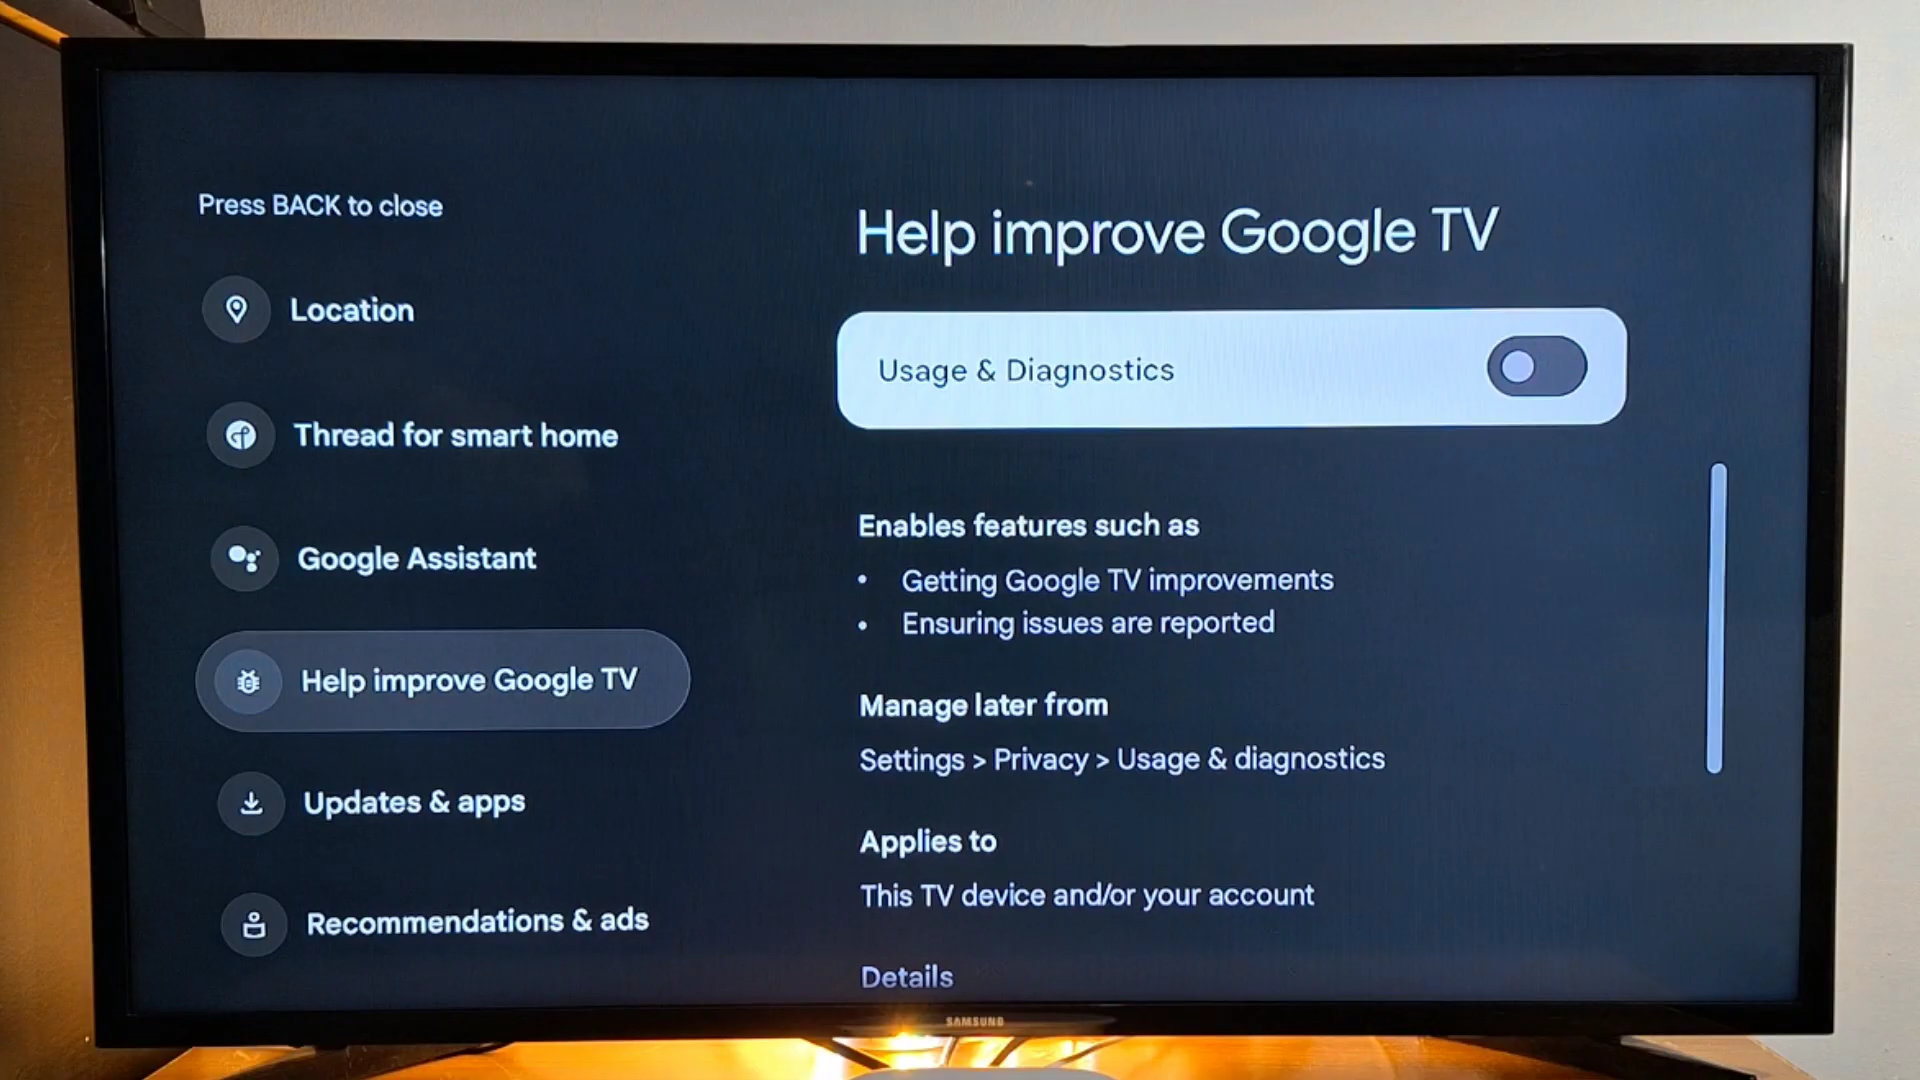 Press BACK to close
Location
Thread for smart home
Google Assistant
Help improve Google TV
Updates & apps
Recommendations & ads
Help improve Google TV
Usage & Diagnostics
Enables features such as
• Getting Google TV improvements
• Ensuring issues are reported
Manage later from
Settings > Privacy > Usage & diagnostics
Applies to
This TV device and/or your account
Details
SAMSUNG